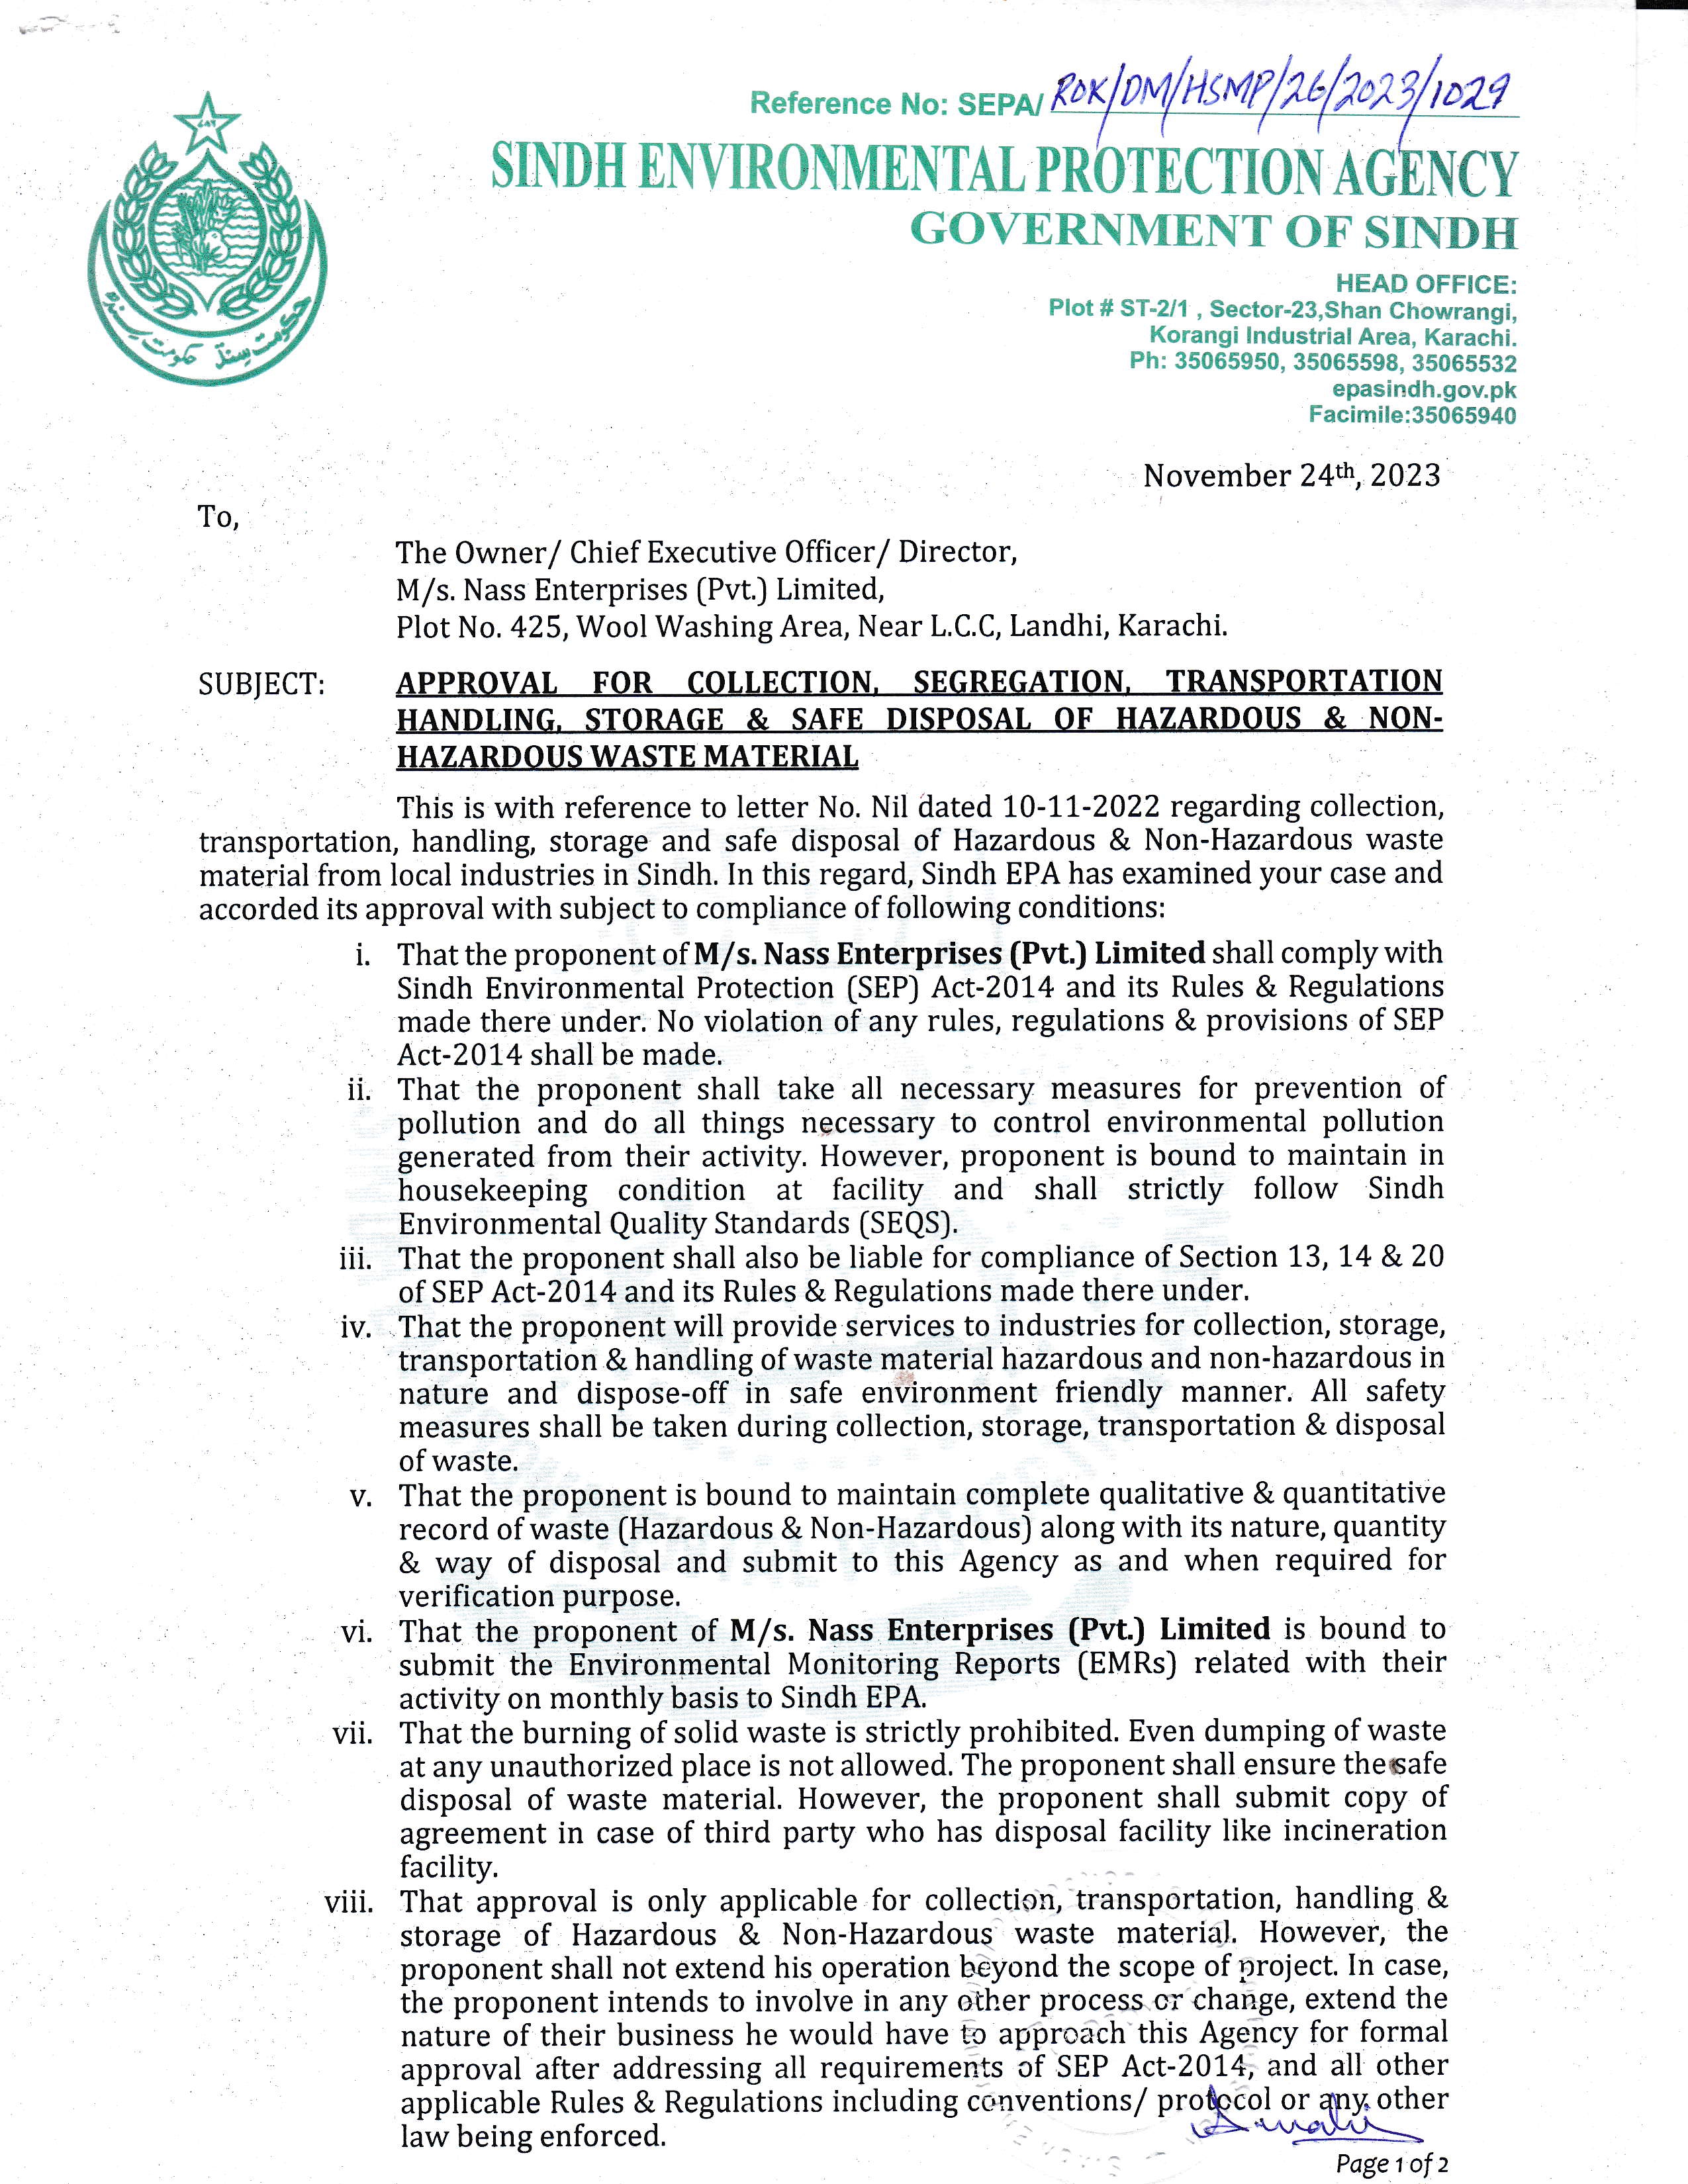 Reference No: SEPA/ ROK/DM/HSMP/26/2023/1029
SINDH ENVIRONMENTAL PROTECTION AGENCY
GOVERNMENT OF SINDH
HEAD OFFICE:
Plot # ST-2/1 , Sector-23,Shan Chowrangi,
Korangi Industrial Area, Karachi.
Ph: 35065950, 35065598, 35065532
epasindh.gov.pk
Facimile:35065940
حکومت سنڌ حکومت سندھ
November 24th, 2023
To,
The Owner/ Chief Executive Officer/ Director,
M/s. Nass Enterprises (Pvt.) Limited,
Plot No. 425, Wool Washing Area, Near L.C.C, Landhi, Karachi.
SUBJECT: APPROVAL FOR COLLECTION, SEGREGATION, TRANSPORTATION
HANDLING, STORAGE & SAFE DISPOSAL OF HAZARDOUS & NON-
HAZARDOUS WASTE MATERIAL
This is with reference to letter No. Nil dated 10-11-2022 regarding collection,
transportation, handling, storage and safe disposal of Hazardous & Non-Hazardous waste
material from local industries in Sindh. In this regard, Sindh EPA has examined your case and
accorded its approval with subject to compliance of following conditions:
i. That the proponent of M/s. Nass Enterprises (Pvt.) Limited shall comply with
Sindh Environmental Protection (SEP) Act-2014 and its Rules & Regulations
made there under. No violation of any rules, regulations & provisions of SEP
Act-2014 shall be made.
ii. That the proponent shall take all necessary measures for prevention of
pollution and do all things necessary to control environmental pollution
generated from their activity. However, proponent is bound to maintain in
housekeeping condition at facility and shall strictly follow Sindh
Environmental Quality Standards (SEQS).
iii. That the proponent shall also be liable for compliance of Section 13, 14 & 20
of SEP Act-2014 and its Rules & Regulations made there under.
iv. That the proponent will provide services to industries for collection, storage,
transportation & handling of waste material hazardous and non-hazardous in
nature and dispose-off in safe environment friendly manner. All safety
measures shall be taken during collection, storage, transportation & disposal
of waste.
v. That the proponent is bound to maintain complete qualitative & quantitative
record of waste (Hazardous & Non-Hazardous) along with its nature, quantity
& way of disposal and submit to this Agency as and when required for
verification purpose.
vi. That the proponent of M/s. Nass Enterprises (Pvt.) Limited is bound to
submit the Environmental Monitoring Reports (EMRs) related with their
activity on monthly basis to Sindh EPA.
vii. That the burning of solid waste is strictly prohibited. Even dumping of waste
at any unauthorized place is not allowed. The proponent shall ensure the safe
disposal of waste material. However, the proponent shall submit copy of
agreement in case of third party who has disposal facility like incineration
facility.
viii. That approval is only applicable for collection, transportation, handling &
storage of Hazardous & Non-Hazardous waste material. However, the
proponent shall not extend his operation beyond the scope of project. In case,
the proponent intends to involve in any other process or change, extend the
nature of their business he would have to approach this Agency for formal
approval after addressing all requirements of SEP Act-2014, and all other
applicable Rules & Regulations including conventions/ protocol or any other
law being enforced.
Page 1 of 2